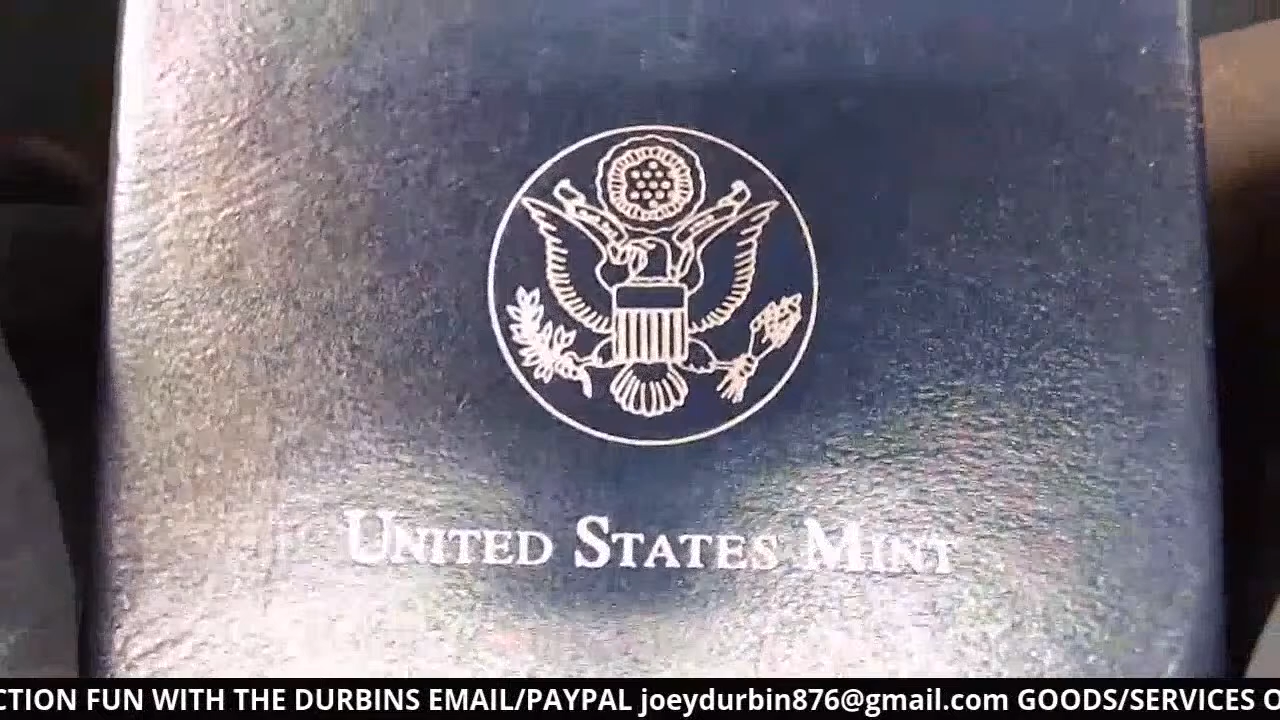 UNITED STATES MINT
CTION FUN WITH THE DURBINS EMAIL/PAYPAL joeydurbin876@gmail.com GOODS/SERVICES O